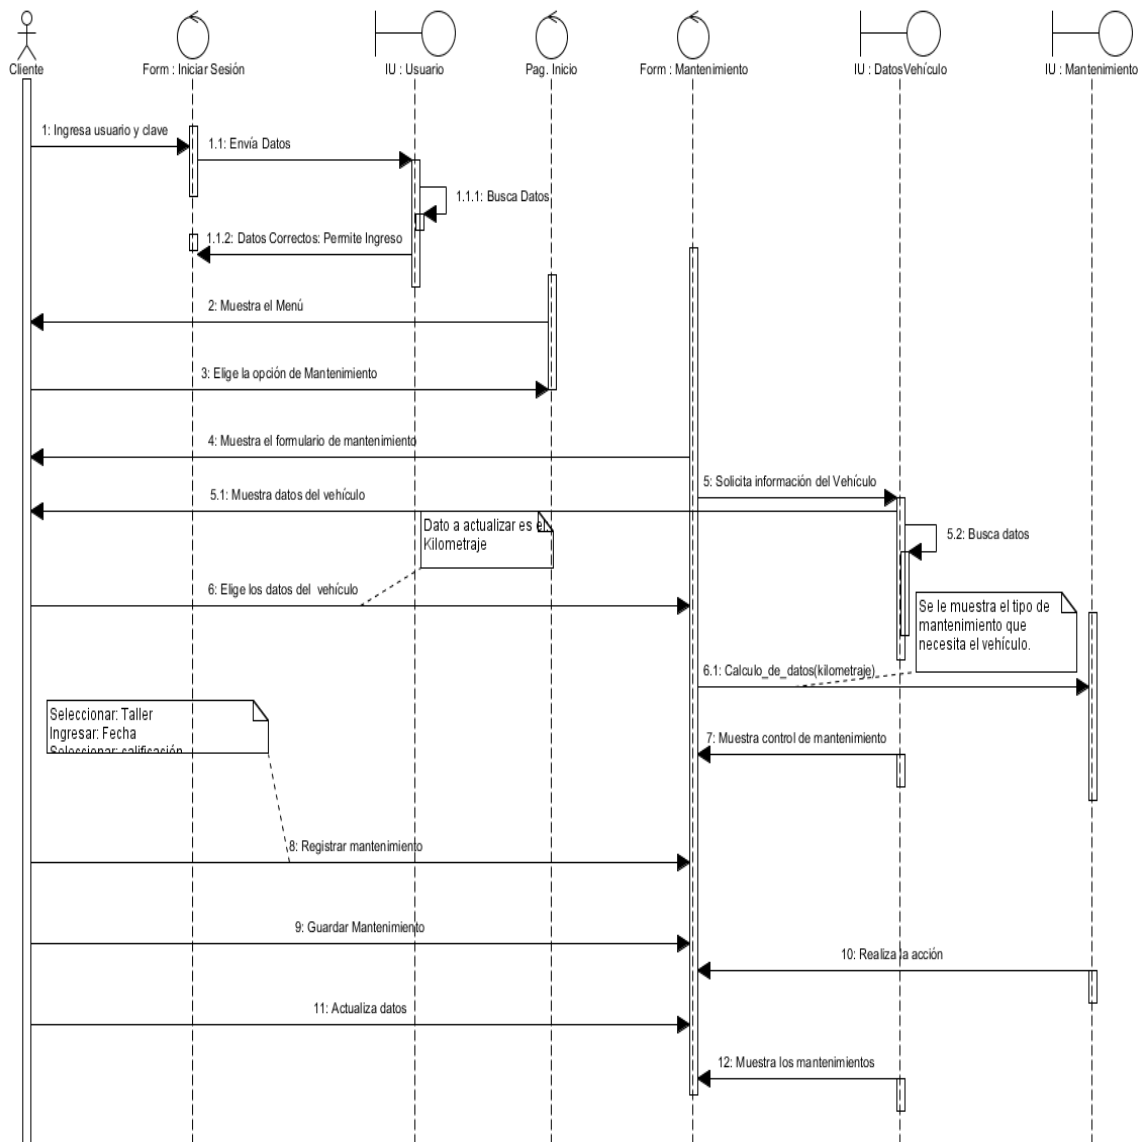 Cliente
Form : Iniciar Sesión
IU : Usuario
Pag. Inicio
Form : Mantenimiento
IU : DatosVehículo
IU : Mantenimiento
1: Ingresa usuario y clave
1.1: Envía Datos
1.1.1: Busca Datos
1.1.2: Datos Correctos: Permite Ingreso
2: Muestra el Menú
3: Elige la opción de Mantenimiento
4: Muestra el formulario de mantenimiento
5: Solicita información del Vehículo
5.1: Muestra datos del vehículo
Dato a actualizar es el
Kilometraje
5.2: Busca datos
6: Elige los datos del vehículo
Se le muestra el tipo de
mantenimiento que
necesita el vehículo.
6.1: Calculo_de_datos(kilometraje)
Seleccionar: Taller
Ingresar: Fecha
Seleccionar: calificación
7: Muestra control de mantenimiento
8: Registrar mantenimiento
9: Guardar Mantenimiento
10: Realiza la acción
11: Actualiza datos
12: Muestra los mantenimientos